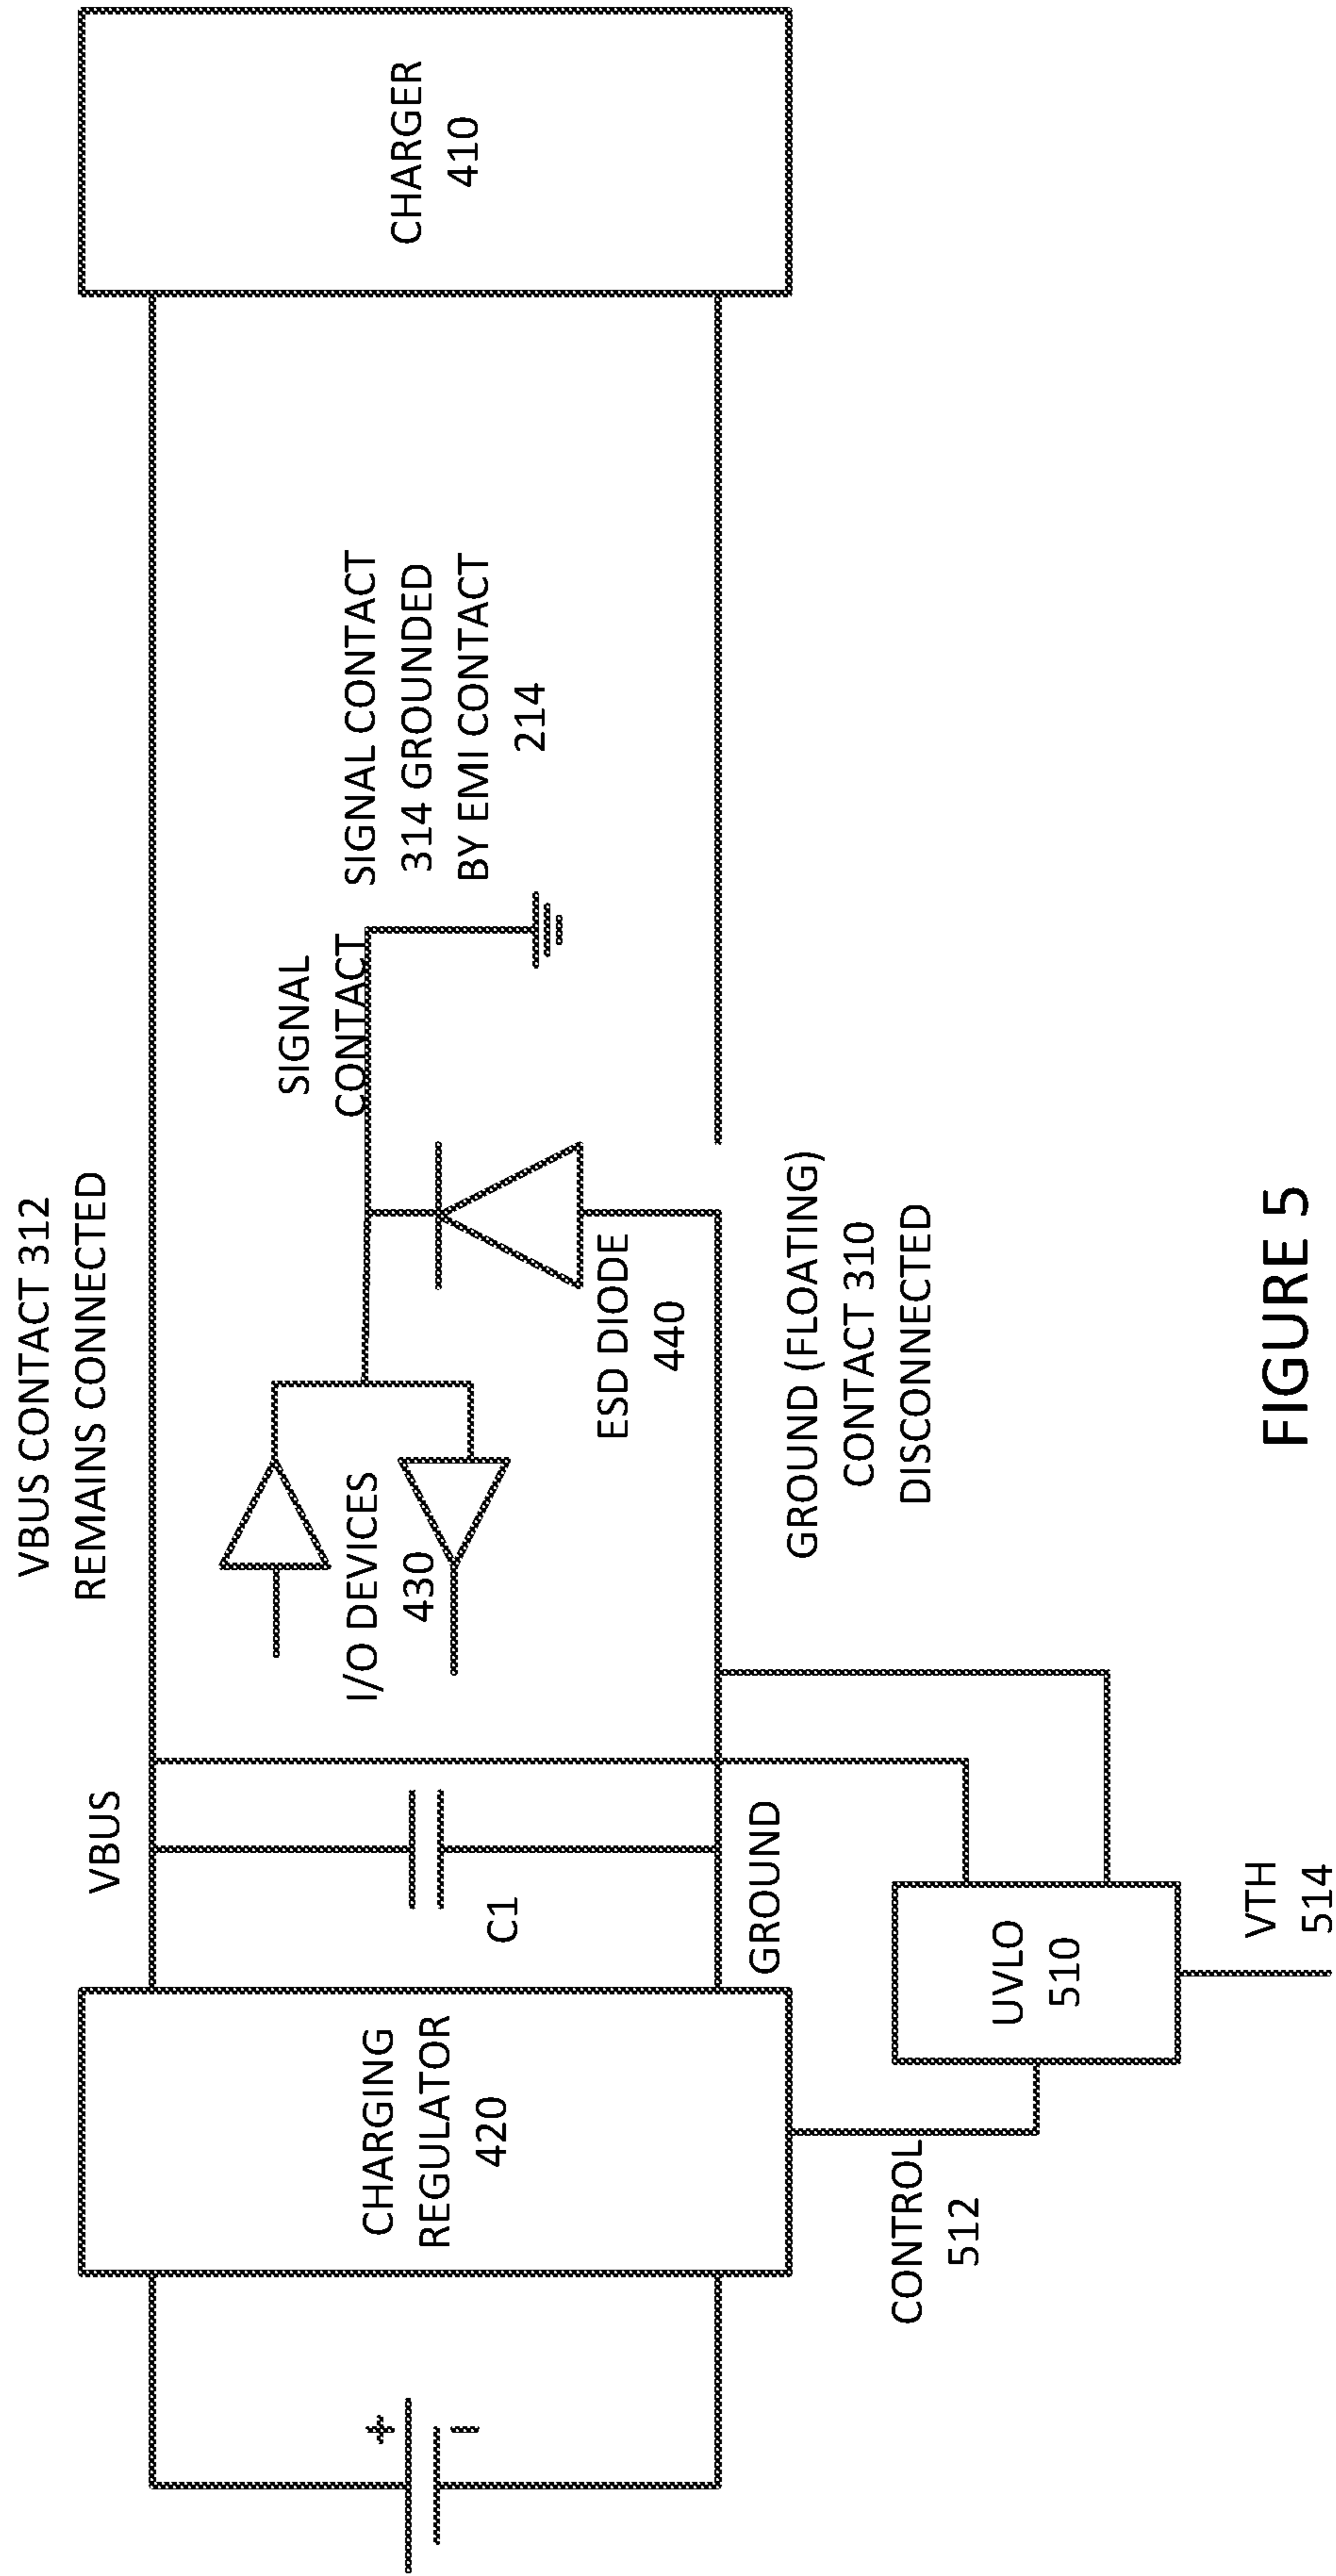 VBUS CONTACT 312
REMAINS CONNECTED
VBUS
SIGNAL
CONTACT
SIGNAL CONTACT
314 GROUNDED
BY EMI CONTACT
214
CHARGER
410
+
-
CHARGING
REGULATOR
420
C1
I/O DEVICES
430
ESD DIODE
440
GROUND
GROUND (FLOATING)
CONTACT 310
DISCONNECTED
CONTROL
512
UVLO
510
VTH
514
FIGURE 5